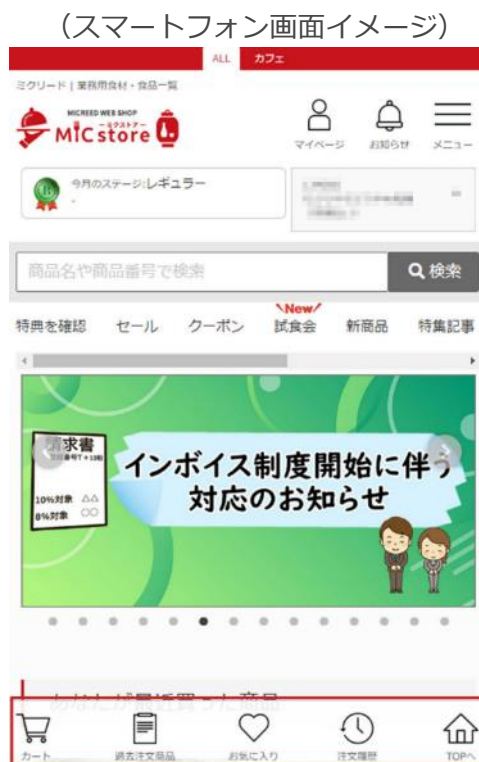 （スマートフォン画面イメージ）
ALL カフェ
ミクリード | 業務用食材・食品一覧
MICREED WEB SHOP
ーミクストアー
MiCstore
マイページ お知らせ メニュー
今月のステージ:レギュラー
-
商品名や商品番号で検索 検索
New
特典を確認 セール クーポン 試食会 新商品 特集記事
請求書
10%対象 △△
8%対象 〇〇
インボイス制度開始に伴う
対応のお知らせ
あなたが最近買った商品
カート 過去注文商品 お気に入り 注文履歴 TOPへ